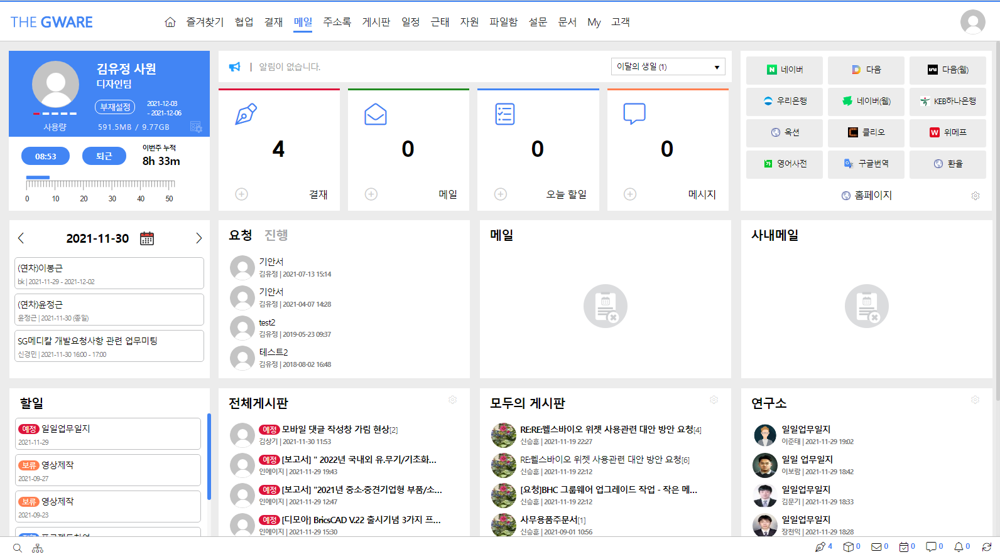 THE GWARE
즐겨찾기 협업 결재 메일 주소록 게시판 일정 근태 자원 파일함 설문 문서 My 고객
김유정 사원
디자인팀
부재설정
2021-12-03
- 2021-12-06
사용량 591.5MB / 9.77GB
08:53 퇴근
이번주 누적
8h 33m
0 10 20 30 40 50
알림이 없습니다.
이달의 생일 (1)
4
결재
0
메일
0
오늘 할일
0
메시지
네이버 다음 다음(웹)
우리은행 네이버(웹) KEB하나은행
옥션 클리오 위메프
영어사전 구글번역 환율
홈페이지
2021-11-30
(연차)이봉근
bk | 2021-11-29 - 2021-12-02
(연차)윤정근
윤정근 | 2021-11-30 (종일)
SG메디칼 개발요청사항 관련 업무미팅
신경민 | 2021-11-30 16:00 - 17:00
요청 진행
기안서
김유정 | 2021-07-13 15:14
기안서
김유정 | 2021-04-07 14:28
test2
김유정 | 2019-05-23 09:37
테스트2
김유정 | 2018-08-02 16:48
메일
사내메일
할일
예정 일일업무일지
2021-11-29
보류 영상제작
2021-09-27
보류 영상제작
2021-09-23
전체게시판
예정 모바일 댓글 작성창 가림 현상[2]
김상기 | 2021-11-30 11:53
예정 [보고서] " 2022년 국내외 유.무기/기초화...
인에이지 | 2021-11-29 19:43
예정 [보고서] "2021년 중소·중견기업형 부품/소...
인에이지 | 2021-11-29 12:47
예정 [디모아] BricsCAD V.22 출시기념 3가지 프...
인에이지 | 2021-11-29 15:30
모두의 게시판
RE:RE:웰스바이오 위젯 사용관련 대안 방안 요청[4]
신승훈 | 2021-11-19 22:27
RE:웰스바이오 위젯 사용관련 대안 방안 요청[6]
신승훈 | 2021-11-19 22:12
[요청]BHC 그룹웨어 업그레이드 작업 - 작은 메...
신승훈 | 2021-11-19 22:12
사무용품주문서[1]
신승훈 | 2021-09-01 10:56
연구소
일일업무일지
이준태 | 2021-11-29 19:02
일일 업무일지
이보람 | 2021-11-29 18:42
일일업무일지
김문기 | 2021-11-29 18:33
일일업무일지
장천익 | 2021-11-29 18:28
4 0 0 0 0 0